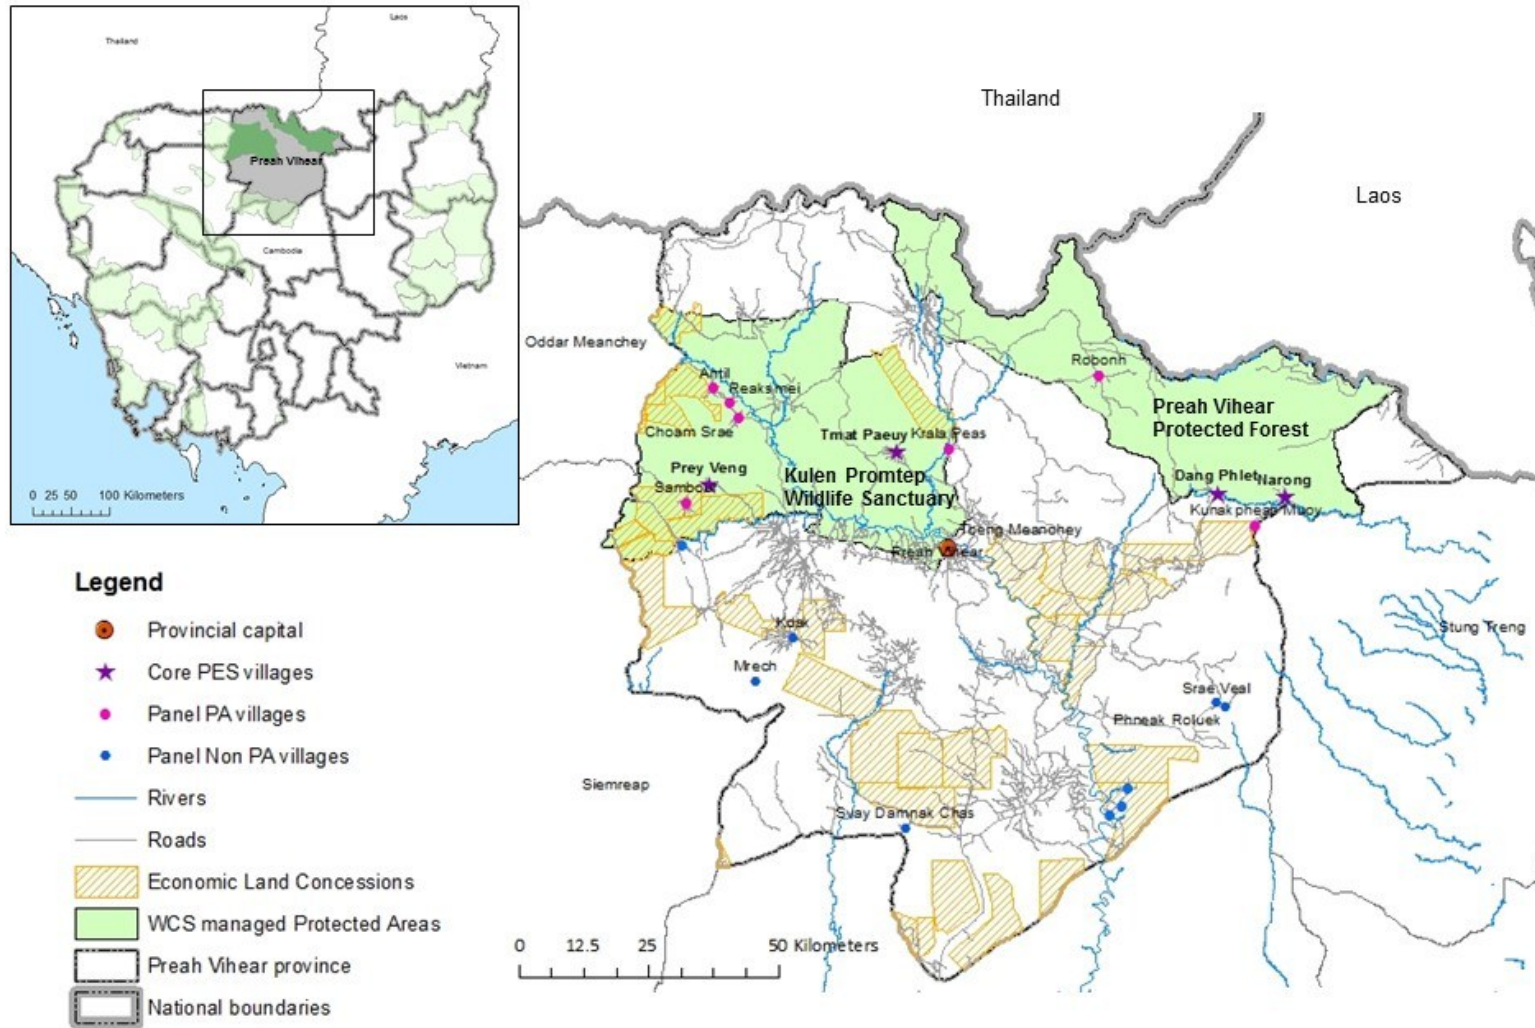 Thailand
Laos
Preah Vihear
Cambodia
Vietnam
0 25 50 100 Kilometers
Thailand
Laos
Oddar Meanchey
Robonh
Antil
Reaksmei
Preah Vihear
Protected Forest
Choam Srae
Tmat Paeuy
Krala Peas
Prey Veng
Kulen Promtep
Wildlife Sanctuary
Dang Phlet
Narong
Kunakpheap Muoy
Tbeng Meanchey
Preah Vihear
Koak
Stung Treng
Mrech
Srae Veal
Phneak Roluek
Siemreap
Svay Damnak Chas
0 12.5 25 50 Kilometers
Legend
Provincial capital
Core PES villages
Panel PA villages
Panel Non PA villages
Rivers
Roads
Economic Land Concessions
WCS managed Protected Areas
Preah Vihear province
National boundaries